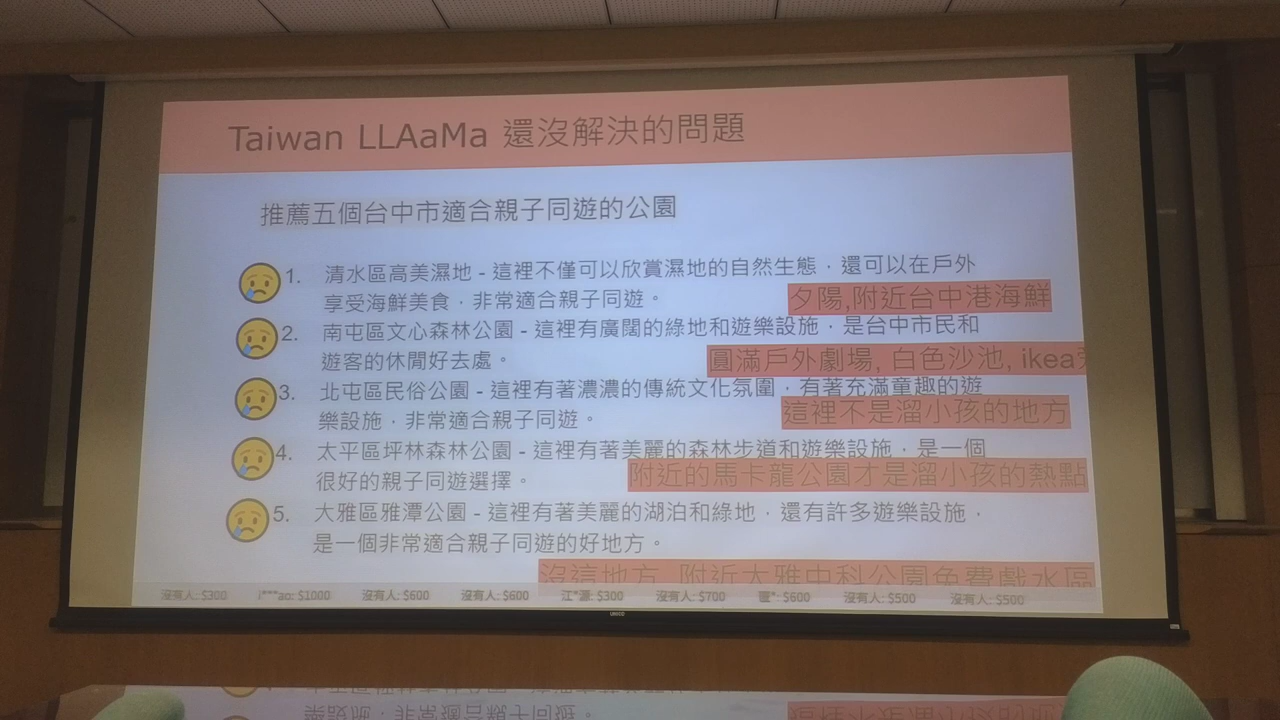 Taiwan LLAaMa 還沒解決的問題
推薦五個台中市適合親子同遊的公園
1. 清水區高美濕地 - 這裡不僅可以欣賞濕地的自然生態，還可以在戶外
享受海鮮美食，非常適合親子同遊。
夕陽,附近台中港海鮮
2. 南屯區文心森林公園 - 這裡有廣闊的綠地和遊樂設施，是台中市民和
遊客的休閒好去處。
圓滿戶外劇場, 白色沙池, ikea
3. 北屯區民俗公園 - 這裡有著濃濃的傳統文化氛圍，有著充滿童趣的遊
樂設施，非常適合親子同遊。
這裡不是溜小孩的地方
4. 太平區坪林森林公園 - 這裡有著美麗的森林步道和遊樂設施，是一個
很好的親子同遊選擇。
附近的馬卡龍公園才是溜小孩的熱點
5. 大雅區雅潭公園 - 這裡有著美麗的湖泊和綠地，還有許多遊樂設施，
是一個非常適合親子同遊的好地方。
沒這地方, 附近大雅中科公園免費戲水區
沒有人: $300 j***ao: $1000 沒有人: $600 沒有人: $600 江*源: $300 沒有人: $700 $600 沒有人: $500 沒有人: $500